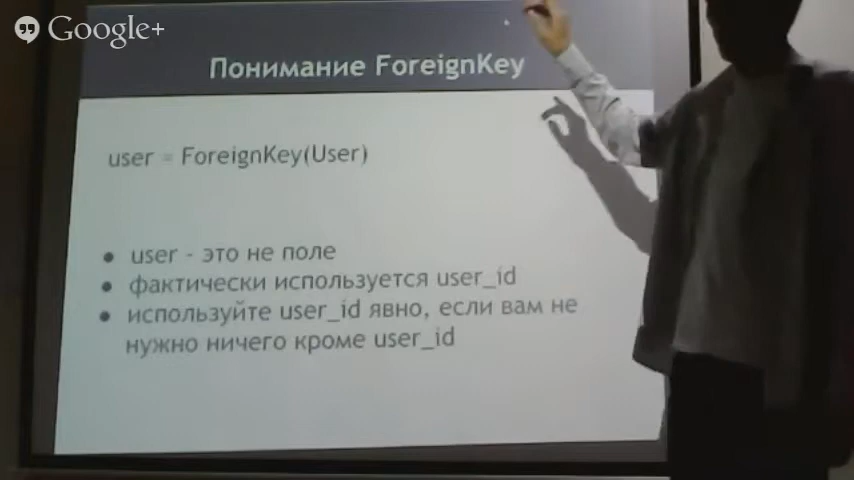 Google+
Понимание ForeignKey
user = ForeignKey(User)
● user - это не поле
● фактически используется user_id
● используйте user_id явно, если вам не
нужно ничего кроме user_id